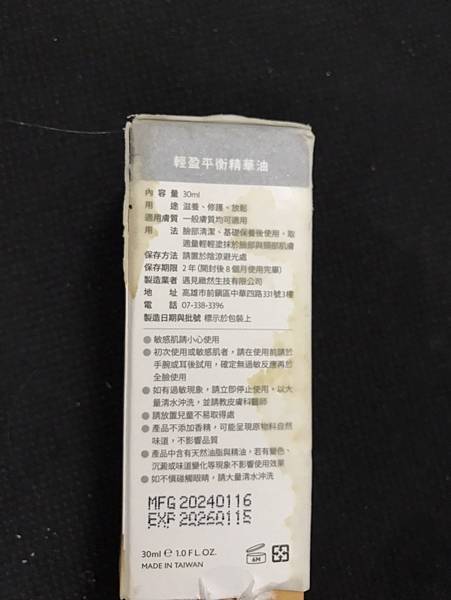 輕盈平衡精華油
內容量 30ml
用途 滋養、修護、放鬆
適用膚質 一般膚質均可適用
用法 臉部清潔、基礎保養後使用，取
適量輕輕塗抹於臉部與頸部肌膚
保存方法 請置於陰涼避光處
保存期限 2年(開封後8個月使用完畢)
製造業者 遇見緻然生技有限公司
地址 高雄市前鎮區中華四路331號3樓
電話 07-338-3396
製造日期與批號 標示於包裝上
● 敏感肌請小心使用
● 初次使用或敏感肌者，請在使用前請於
手腕或耳後試用，確定無過敏反應再於
全臉使用
● 如有過敏現象，請立即停止使用，以大
量清水沖洗，並請教皮膚科醫師
● 請放置兒童不易取得處
● 產品不添加香精，可能呈現原物料自然
味道，不影響品質
● 產品中含有天然油脂與精油，若有變色、
沉澱或味道變化等現象不影響使用效果
● 如不慎碰觸眼睛，請大量清水沖洗
MFG 20240116
EXP 20260115
30ml ℮ 1.0 FL.OZ.
MADE IN TAIWAN